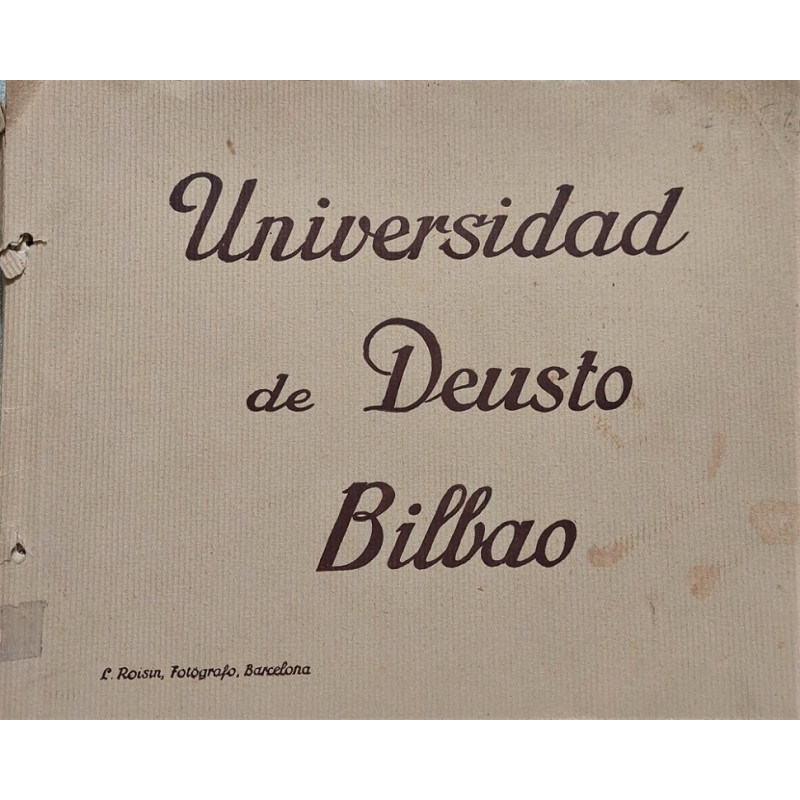 Universidad
de Deusto
Bilbao
L. Roisin, Fotógrafo, Barcelona